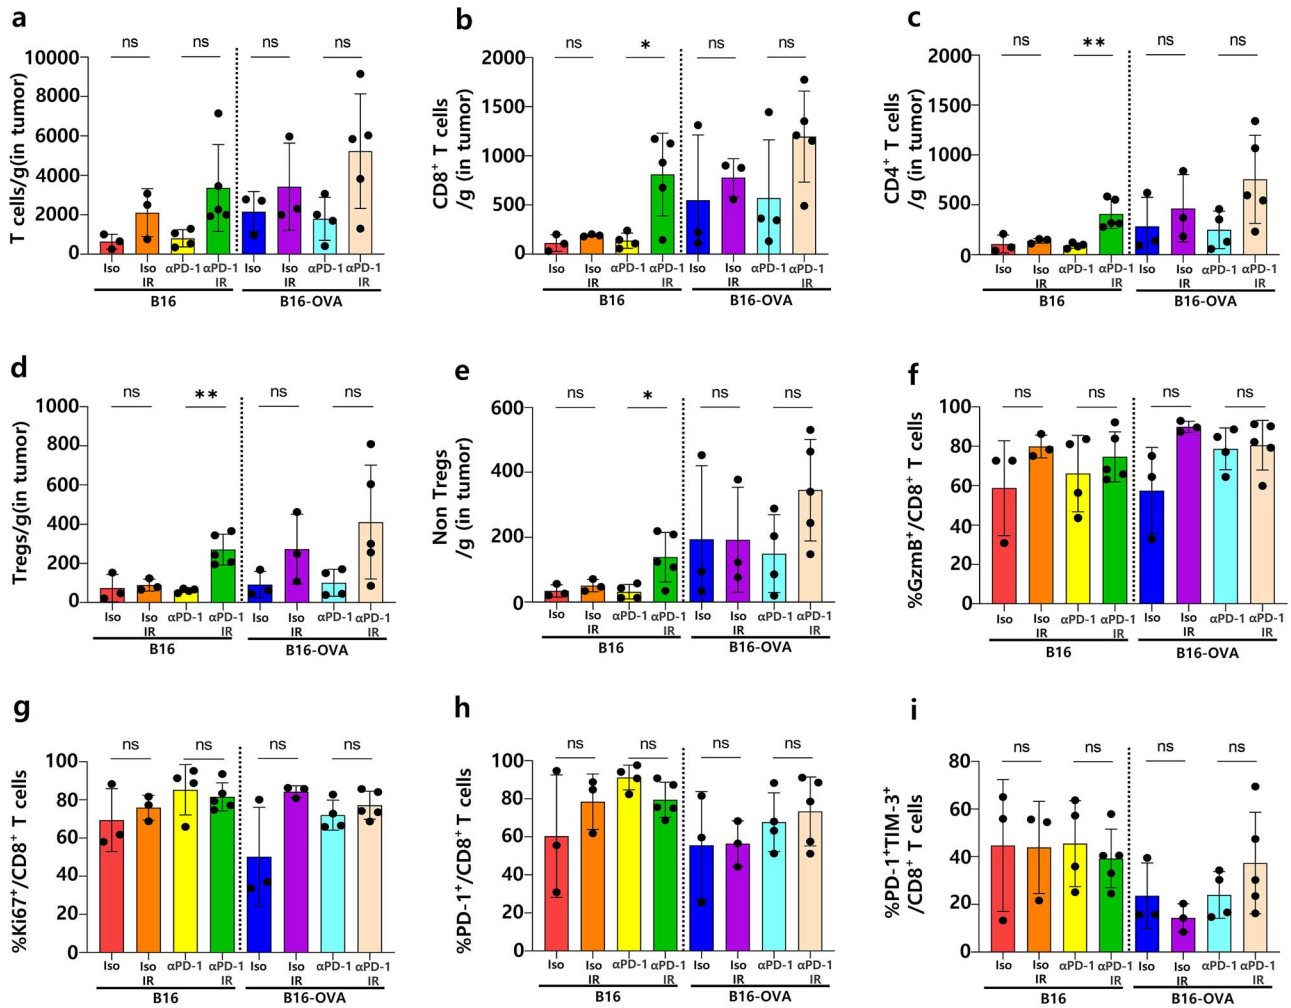 a
T cells/g(in tumor)
10000
8000
6000
4000
2000
0
ns
ns
ns
ns
Iso
Iso
IR
αPD-1
αPD-1
IR
Iso
Iso
IR
αPD-1
αPD-1
IR
B16
B16-OVA
b
CD8⁺ T cells
/g (in tumor)
2000
1500
1000
500
0
ns
*
ns
ns
Iso
Iso
IR
αPD-1
αPD-1
IR
Iso
Iso
IR
αPD-1
αPD-1
IR
B16
B16-OVA
c
CD4⁺ T cells
/g (in tumor)
2000
1500
1000
500
0
ns
**
ns
ns
Iso
Iso
IR
αPD-1
αPD-1
IR
Iso
Iso
IR
αPD-1
αPD-1
IR
B16
B16-OVA
d
Tregs/g(in tumor)
1000
800
600
400
200
0
ns
**
ns
ns
Iso
Iso
IR
αPD-1
αPD-1
IR
Iso
Iso
IR
αPD-1
αPD-1
IR
B16
B16-OVA
e
Non Tregs
/g(in tumor)
600
400
200
0
ns
*
ns
ns
Iso
Iso
IR
αPD-1
αPD-1
IR
Iso
Iso
IR
αPD-1
αPD-1
IR
B16
B16-OVA
f
%GzmB⁺/CD8⁺ T cells
100
80
60
40
20
0
ns
ns
ns
ns
Iso
Iso
IR
αPD-1
αPD-1
IR
Iso
Iso
IR
αPD-1
αPD-1
IR
B16
B16-OVA
g
%Ki67⁺/CD8⁺ T cells
100
80
60
40
20
0
ns
ns
ns
ns
Iso
Iso
IR
αPD-1
αPD-1
IR
Iso
Iso
IR
αPD-1
αPD-1
IR
B16
B16-OVA
h
%PD-1⁺/CD8⁺ T cells
100
80
60
40
20
0
ns
ns
ns
ns
Iso
Iso
IR
αPD-1
αPD-1
IR
Iso
Iso
IR
αPD-1
αPD-1
IR
B16
B16-OVA
i
%PD-1⁺TIM-3⁺
/CD8⁺ T cells
80
60
40
20
0
ns
ns
ns
ns
Iso
Iso
IR
αPD-1
αPD-1
IR
Iso
Iso
IR
αPD-1
αPD-1
IR
B16
B16-OVA